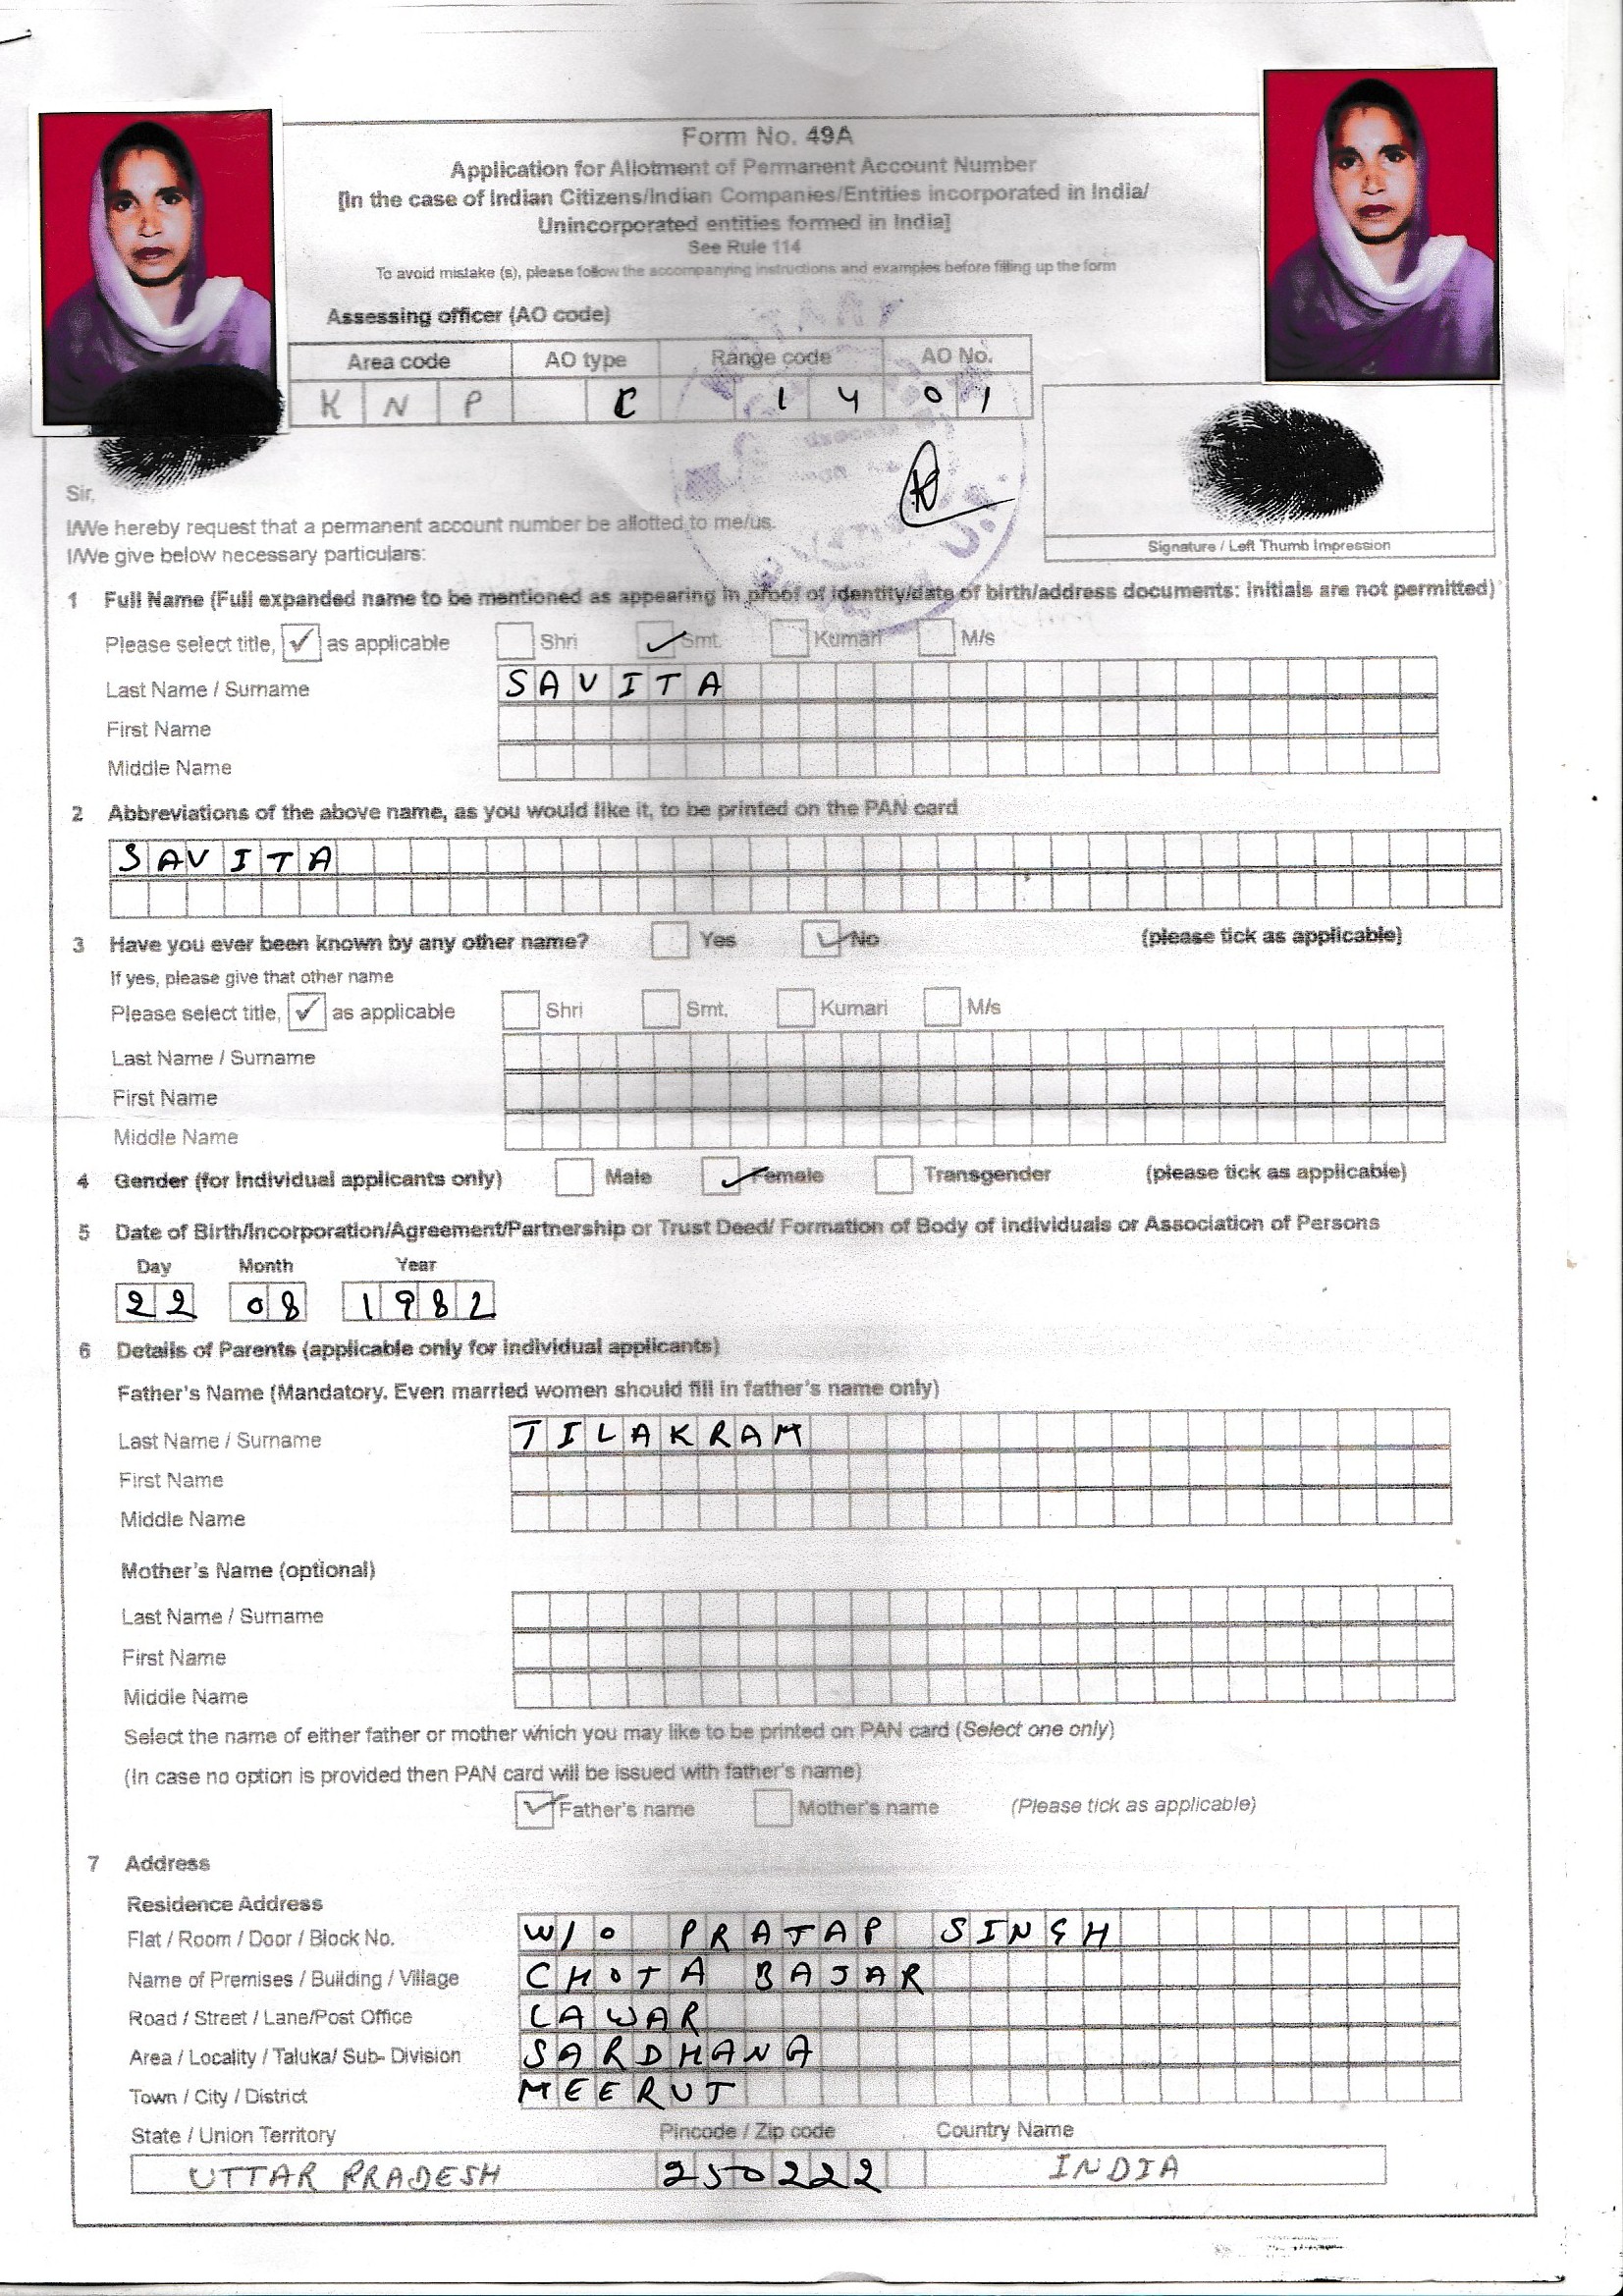 Form No. 49A
Application for Allotment of Permanent Account Number
[In the case of Indian Citizens/Indian Companies/Entities incorporated in India/
Unincorporated entities formed in India]
See Rule 114
To avoid mistake (s), please follow the accompanying instructions and examples before filling up the form
Assessing officer (AO code)
Area code AO type Range code AO No.
K N P C 1 4 0 1
Signature / Left Thumb Impression
Sir,
I/We hereby request that a permanent account number be allotted to me/us.
I/We give below necessary particulars:
1 Full Name (Full expanded name to be mentioned as appearing in proof of identity/date of birth/address documents: initials are not permitted)
Please select title, ✓ as applicable Shri ✓ Smt. Kumari M/s
Last Name / Surname SAVITA
First Name
Middle Name
2 Abbreviations of the above name, as you would like it, to be printed on the PAN card
SAVITA
3 Have you ever been known by any other name? Yes ✓ No (please tick as applicable)
If yes, please give that other name
Please select title, ✓ as applicable Shri Smt. Kumari M/s
Last Name / Surname
First Name
Middle Name
4 Gender (for Individual applicants only) Male ✓ Female Transgender (please tick as applicable)
5 Date of Birth/Incorporation/Agreement/Partnership or Trust Deed/ Formation of Body of individuals or Association of Persons
Day Month Year
22 08 1982
6 Details of Parents (applicable only for individual applicants)
Father's Name (Mandatory. Even married women should fill in father's name only)
Last Name / Surname TILAKRAM
First Name
Middle Name
Mother's Name (optional)
Last Name / Surname
First Name
Middle Name
Select the name of either father or mother which you may like to be printed on PAN card (Select one only)
(In case no option is provided then PAN card will be issued with father's name)
✓ Father's name Mother's name (Please tick as applicable)
7 Address
Residence Address
Flat / Room / Door / Block No. W/O PRATAP SINGH
Name of Premises / Building / Village CHOTA BAJAR
Road / Street / Lane/Post Office LAWAR
Area / Locality / Taluka/ Sub- Division SARDHANA
Town / City / District MEERUT
State / Union Territory Pincode / Zip code Country Name
UTTAR PRADESH 250222 INDIA